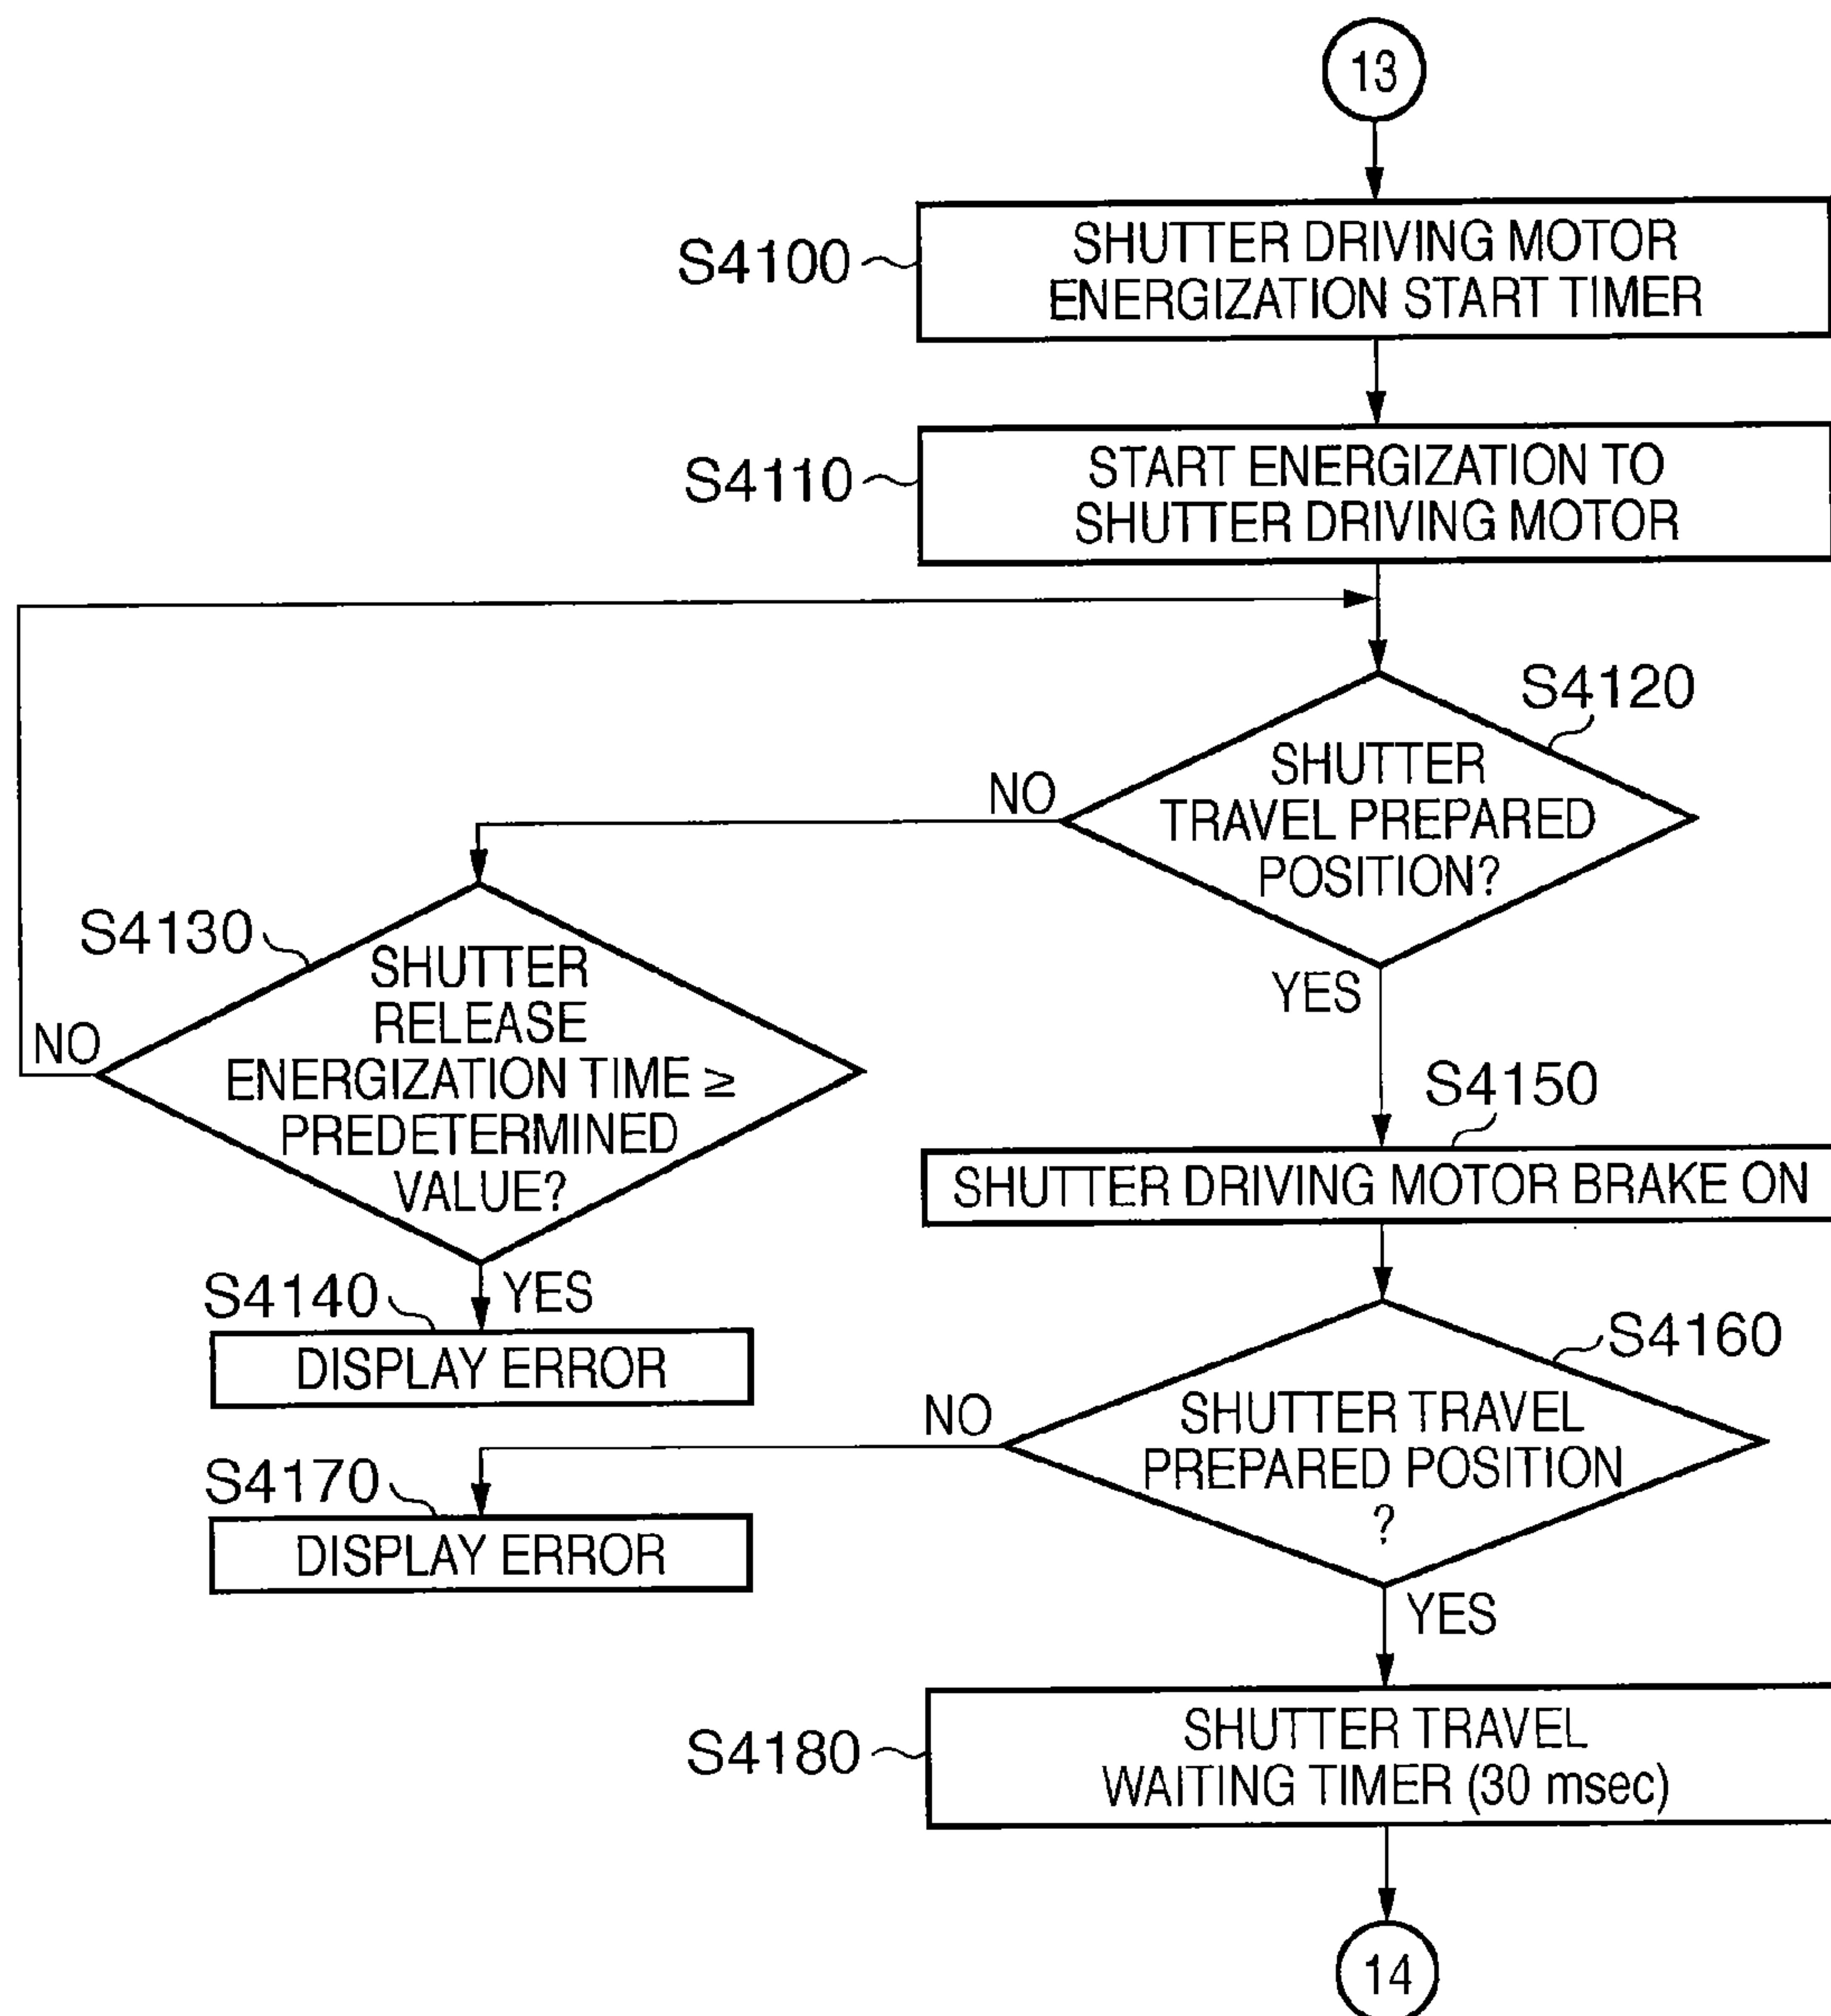 13
S4100
SHUTTER DRIVING MOTOR
ENERGIZATION START TIMER
S4110
START ENERGIZATION TO
SHUTTER DRIVING MOTOR
S4120
SHUTTER
TRAVEL PREPARED
POSITION?
NO
YES
S4130
SHUTTER
RELEASE
ENERGIZATION TIME ≥
PREDETERMINED
VALUE?
NO
YES
S4140
DISPLAY ERROR
S4150
SHUTTER DRIVING MOTOR BRAKE ON
S4160
SHUTTER TRAVEL
PREPARED POSITION
?
NO
YES
S4170
DISPLAY ERROR
S4180
SHUTTER TRAVEL
WAITING TIMER (30 msec)
14